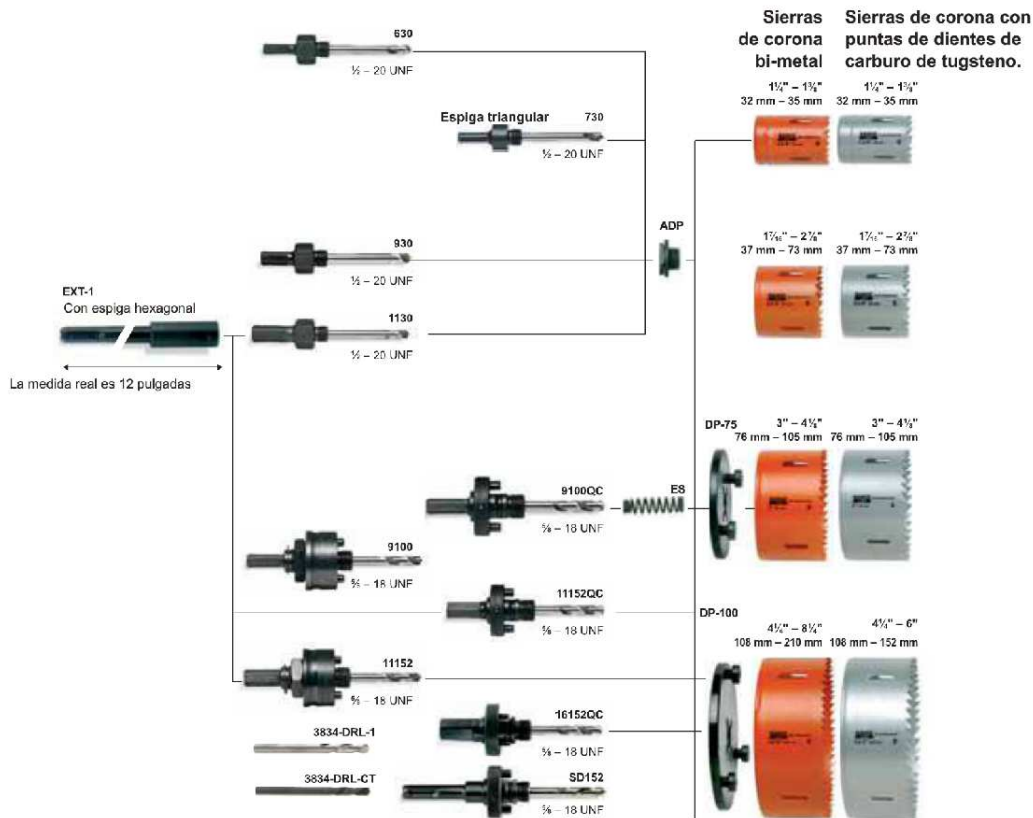 Sierras
de corona
bi-metal
Sierras de corona con
puntas de dientes de
carburo de tugsteno.
630
½ – 20 UNF
1¼" – 1⅜"
32 mm – 35 mm
1¼" – 1⅜"
32 mm – 35 mm
Espiga triangular
730
½ – 20 UNF
ADP
930
½ – 20 UNF
1⁷⁄₁₆" – 2⅞"
37 mm – 73 mm
1⁷⁄₁₆" – 2⅞"
37 mm – 73 mm
EXT-1
Con espiga hexagonal
1130
½ – 20 UNF
La medida real es 12 pulgadas
DP-75
3" – 4⅛"
76 mm – 105 mm
3" – 4⅛"
76 mm – 105 mm
9100QC
⅝ – 18 UNF
ES
9100
⅝ – 18 UNF
11152QC
⅝ – 18 UNF
DP-100
4¼" – 8¼"
108 mm – 210 mm
4¼" – 6"
108 mm – 152 mm
11152
⅝ – 18 UNF
16152QC
⅝ – 18 UNF
3834-DRL-1
3834-DRL-CT
SD152
⅝ – 18 UNF